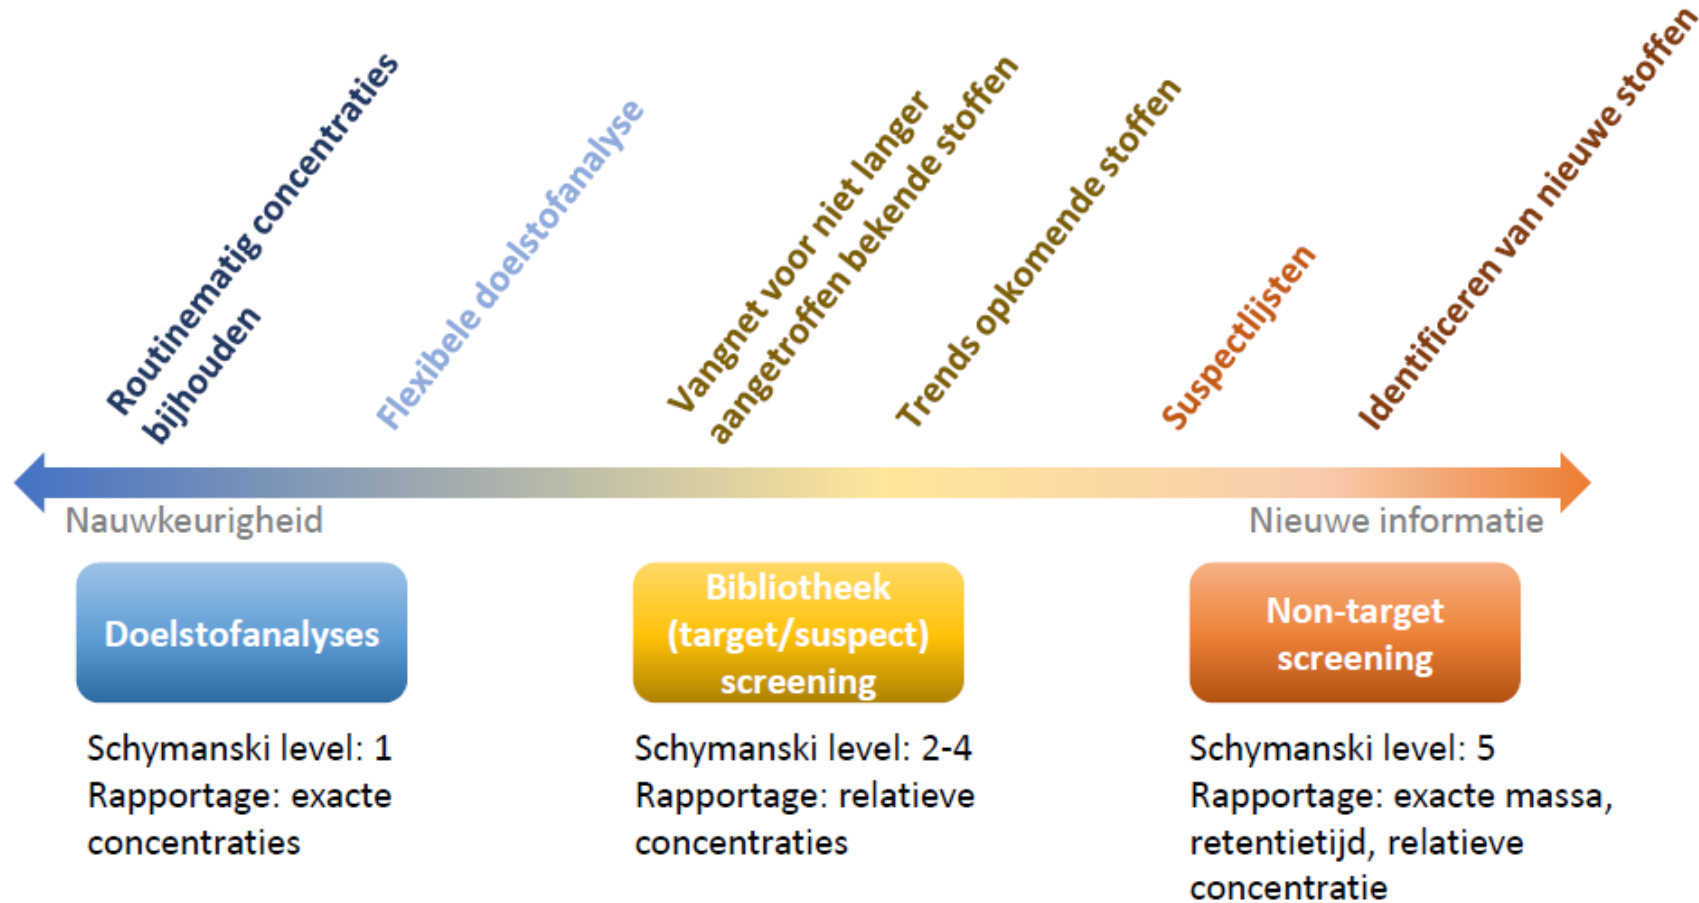 Routinematig concentraties
bijhouden
Flexibele doelstofanalyse
Vangnet voor niet langer
aangetroffen bekende stoffen
Trends opkomende stoffen
Suspectlijsten
Identificeren van nieuwe stoffen
Nauwkeurigheid
Nieuwe informatie
Doelstofanalyses
Schymanski level: 1
Rapportage: exacte
concentraties
Bibliotheek
(target/suspect)
screening
Schymanski level: 2-4
Rapportage: relatieve
concentraties
Non-target
screening
Schymanski level: 5
Rapportage: exacte massa,
retentietijd, relatieve
concentratie